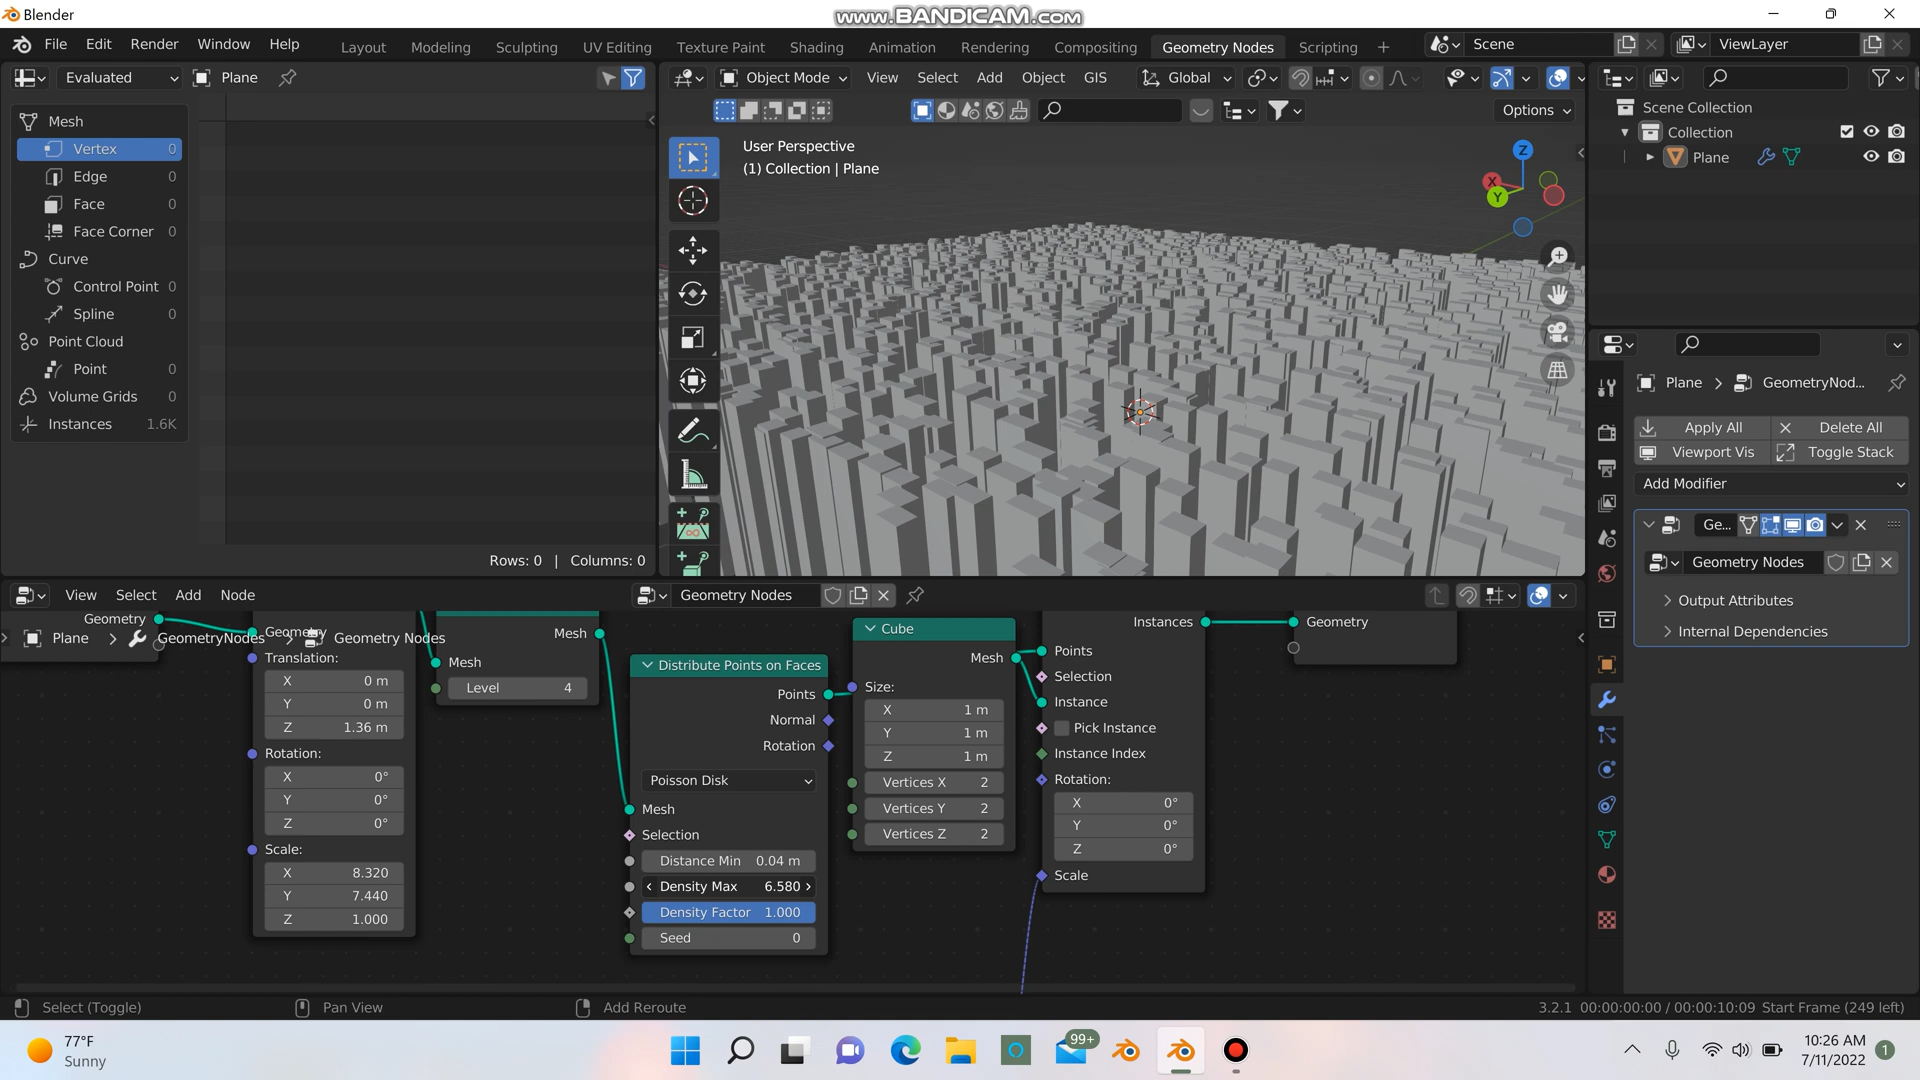 Blender
www.BANDICAM.com
File Edit Render Window Help
Layout Modeling Sculpting UV Editing Texture Paint Shading Animation Rendering Compositing Geometry Nodes Scripting +
Scene
ViewLayer
Evaluated
Plane
Mesh
Vertex 0
Edge 0
Face 0
Face Corner 0
Curve
Control Point 0
Spline 0
Point Cloud
Point 0
Volume Grids 0
Instances 1.6K
Rows: 0 | Columns: 0
Object Mode View Select Add Object GIS Global
Options
User Perspective
(1) Collection | Plane
Z
X
Y
Scene Collection
Collection
Plane
Plane > GeometryNod...
Apply All
Delete All
Viewport Vis
Toggle Stack
Add Modifier
Ge...
Geometry Nodes
Output Attributes
Internal Dependencies
View Select Add Node
Geometry Nodes
Plane > GeometryNodes > Geometry Nodes
Geometry
Geometry
Translation:
X 0 m
Y 0 m
Z 1.36 m
Rotation:
X 0°
Y 0°
Z 0°
Scale:
X 8.320
Y 7.440
Z 1.000
Mesh
Mesh
Level 4
Distribute Points on Faces
Points
Normal
Rotation
Poisson Disk
Mesh
Selection
Distance Min 0.04 m
Density Max 6.580
Density Factor 1.000
Seed 0
Cube
Mesh
Size:
X 1 m
Y 1 m
Z 1 m
Vertices X 2
Vertices Y 2
Vertices Z 2
Instances
Points
Selection
Instance
Pick Instance
Instance Index
Rotation:
X 0°
Y 0°
Z 0°
Scale
Geometry
Select (Toggle)
Pan View
Add Reroute
3.2.1 00:00:00:00 / 00:00:10:09 Start Frame (249 left)
77°F
Sunny
99+
10:26 AM
7/11/2022
1